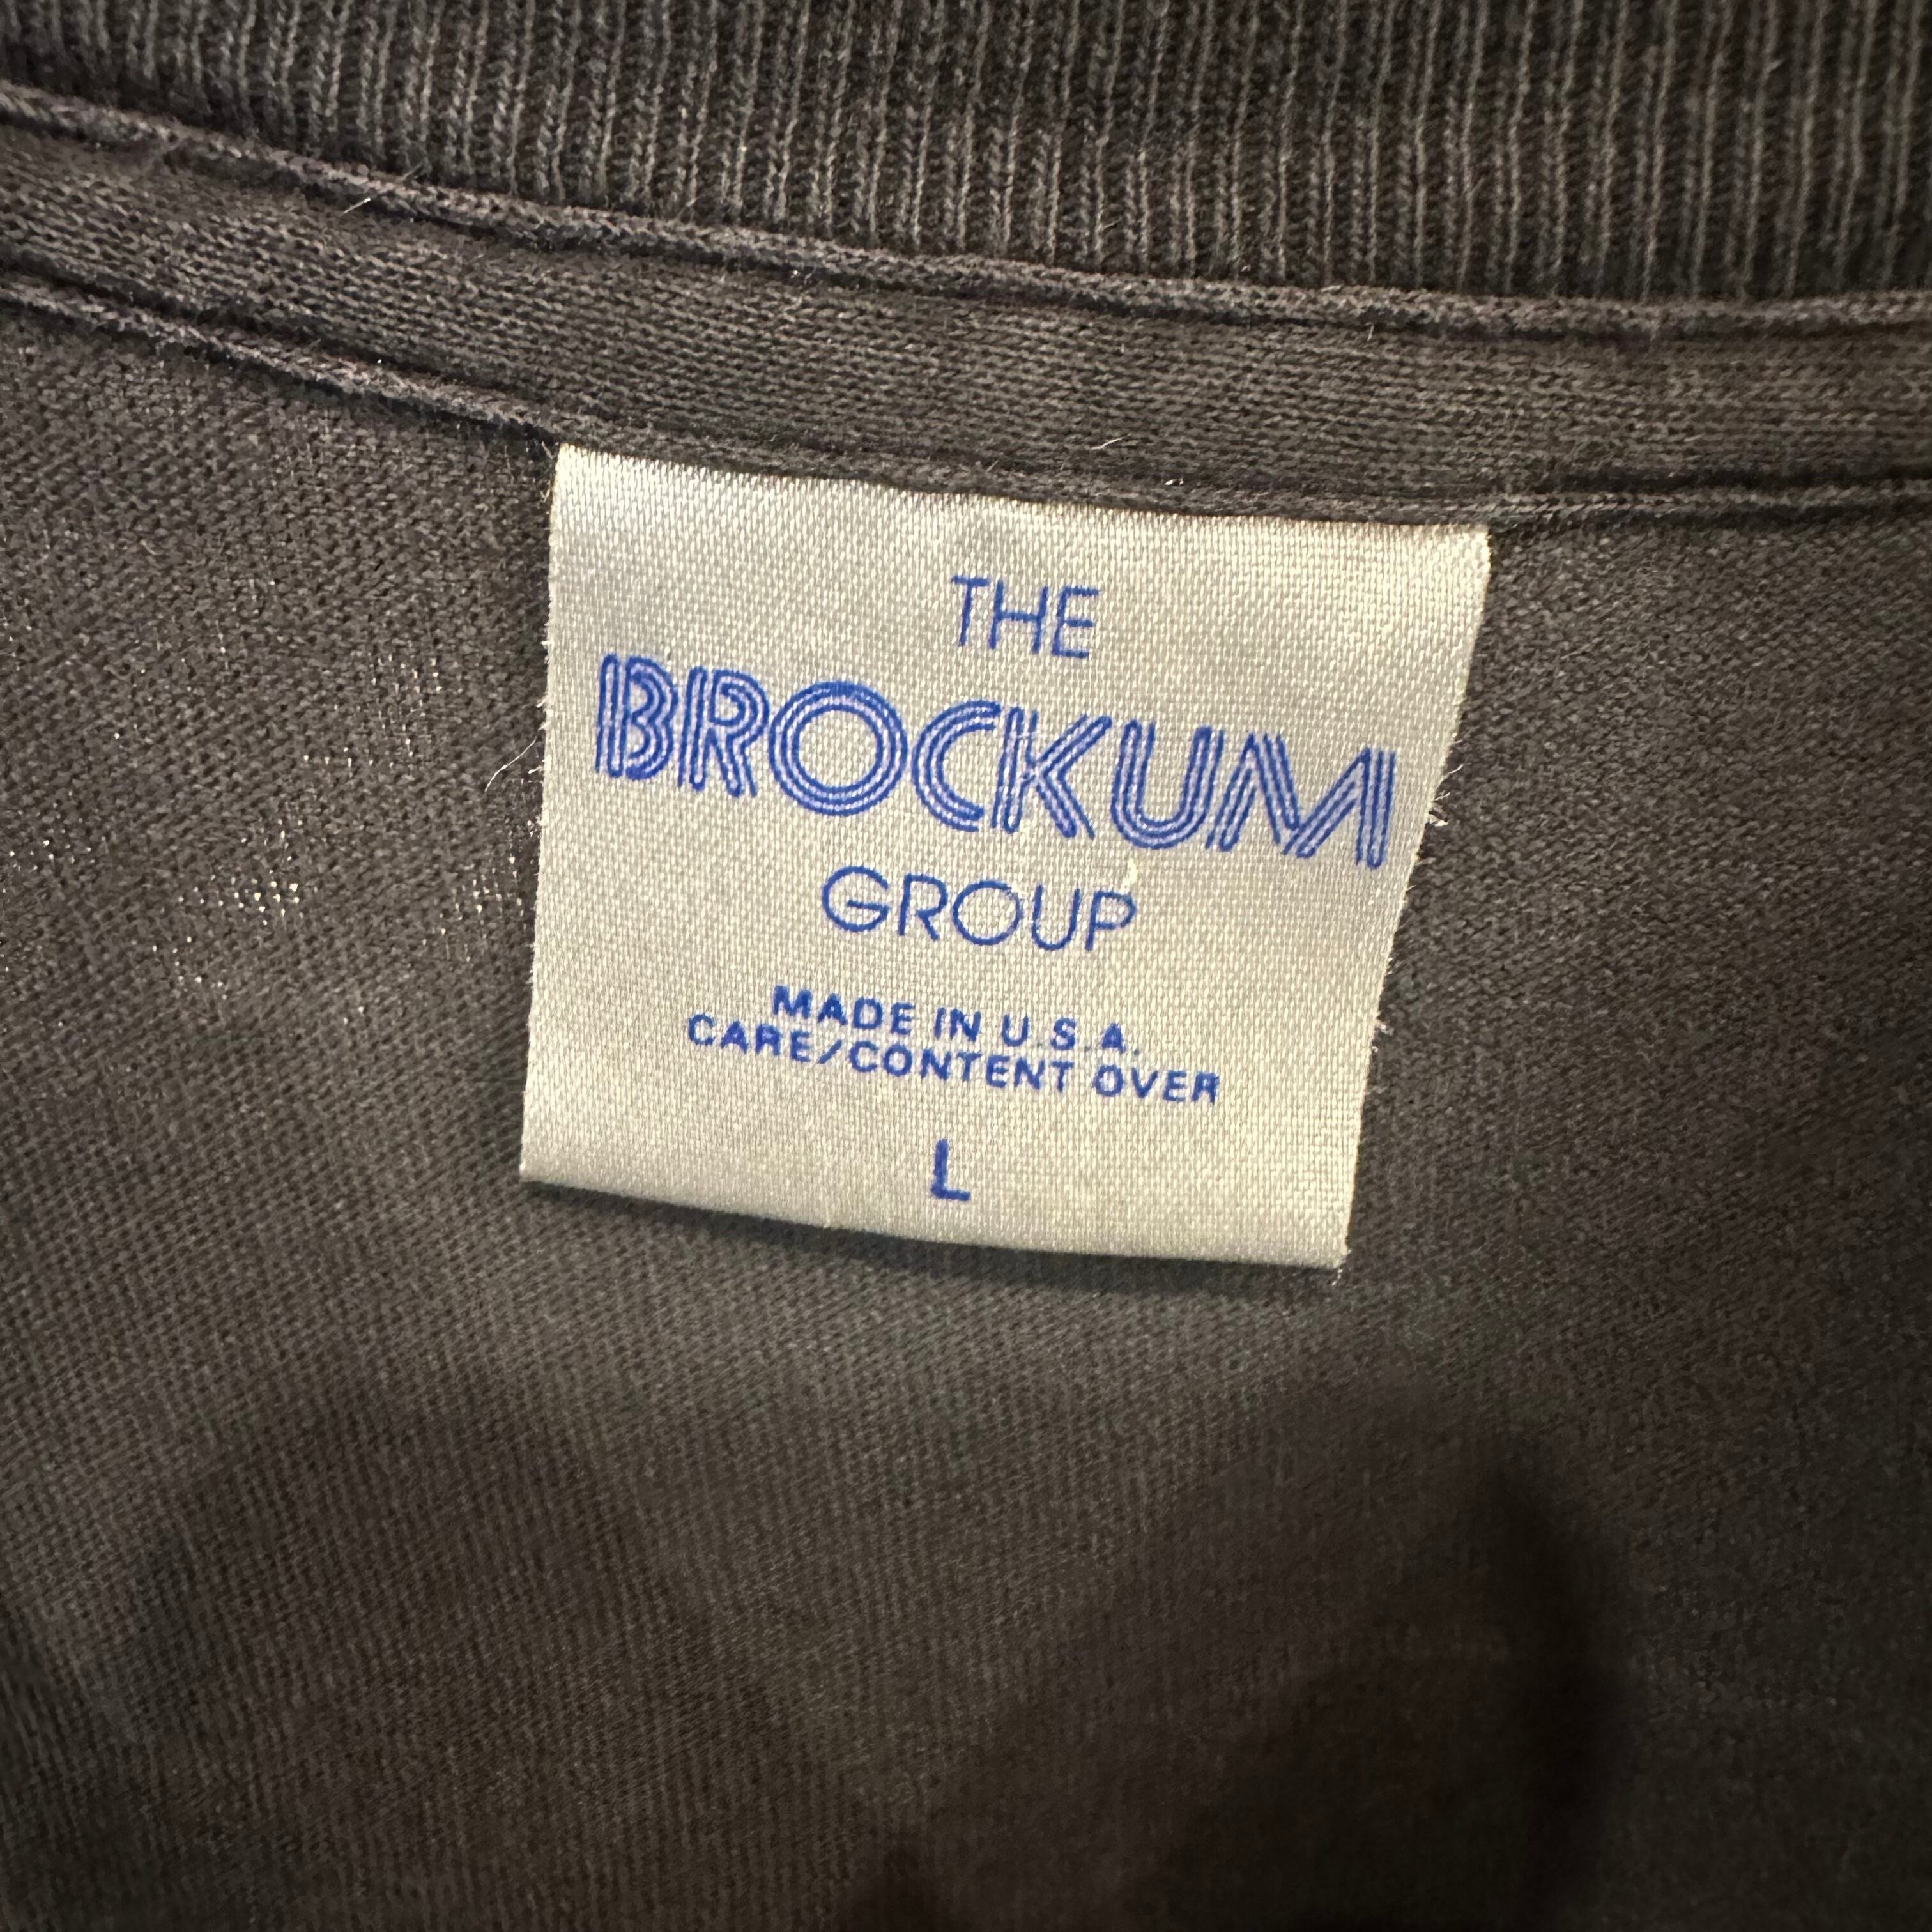 THE
BROCKUM
GROUP
MADE IN U.S.A.
CARE/CONTENT OVER
L